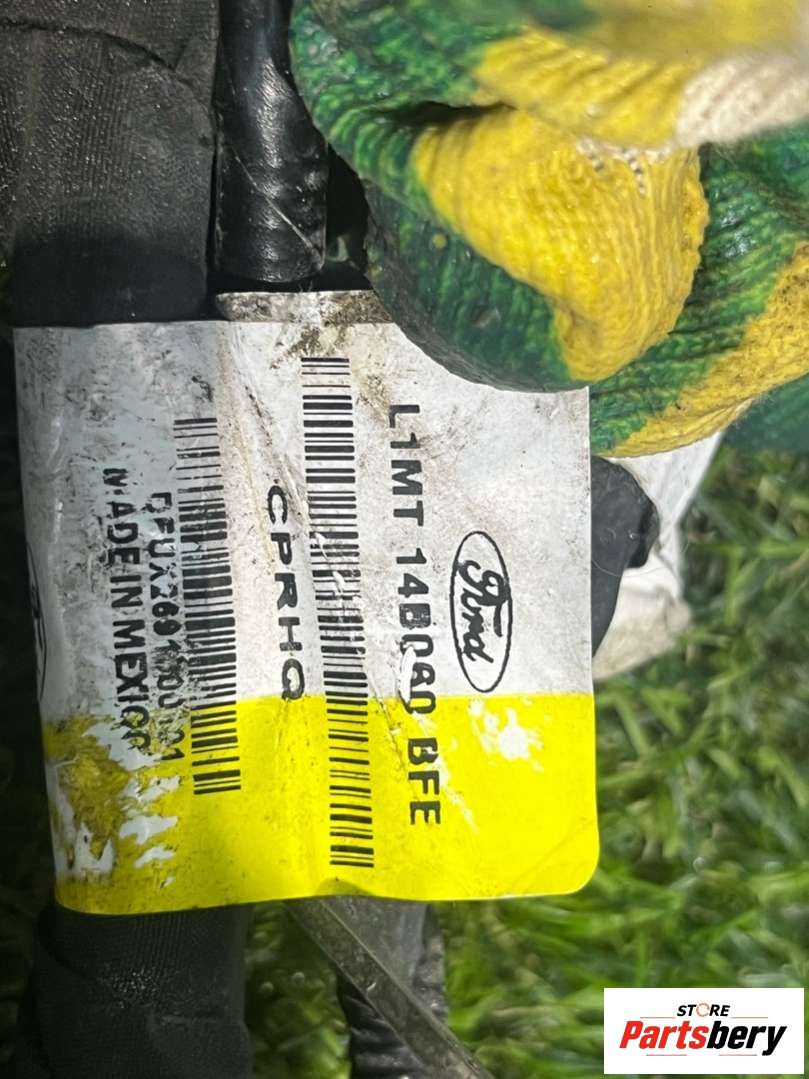 Ford
L1MT 14B060 BFE
CPRHQ
MADE IN MEXICO
STORE
Partsbery